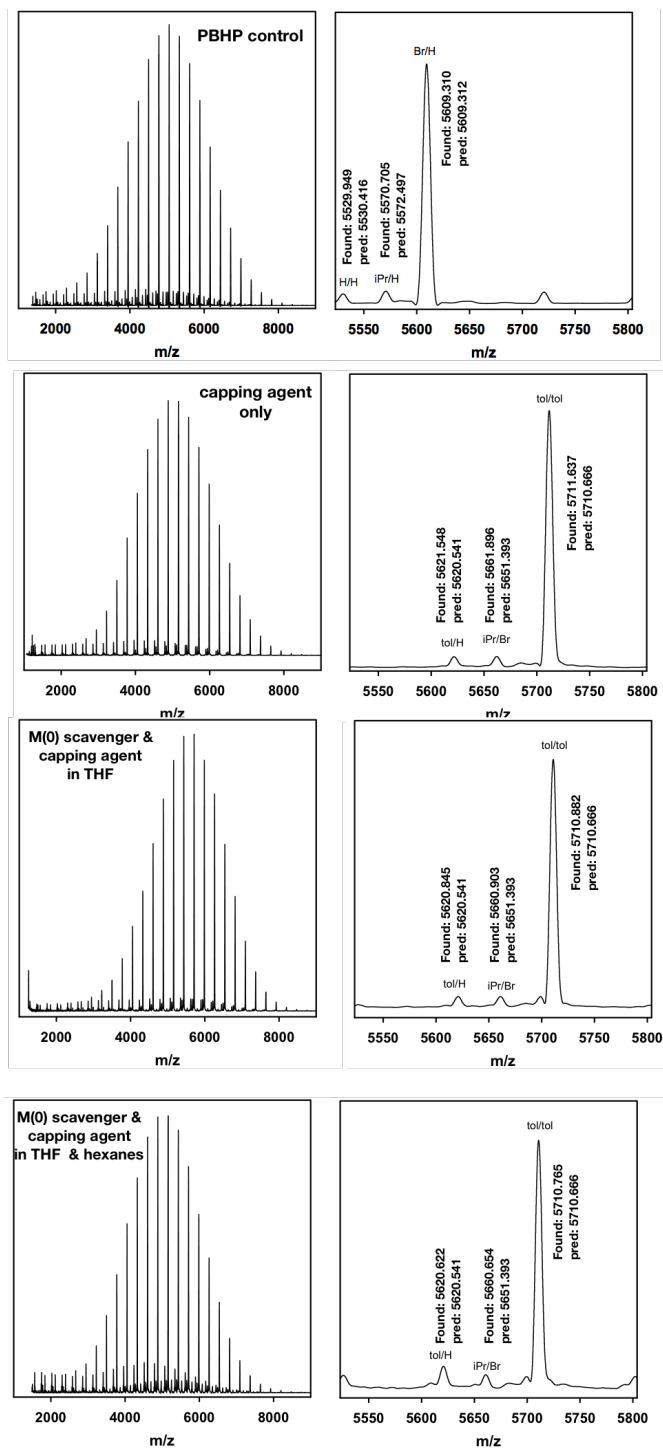 PBHP control
2000 4000 6000 8000
m/z
Br/H
Found: 5609.310
pred: 5609.312
Found: 5529.949
pred: 5530.416
Found: 5570.705
pred: 5572.497
H/H
iPr/H
5550 5600 5650 5700 5750 5800
m/z
capping agent
only
2000 4000 6000 8000
m/z
tol/tol
Found: 5711.637
pred: 5710.666
Found: 5621.548
pred: 5620.541
Found: 5661.896
pred: 5651.393
tol/H
iPr/Br
5550 5600 5650 5700 5750 5800
m/z
M(0) scavenger &
capping agent
in THF
2000 4000 6000 8000
m/z
tol/tol
Found: 5710.882
pred: 5710.666
Found: 5620.845
pred: 5620.541
Found: 5660.903
pred: 5651.393
tol/H
iPr/Br
5550 5600 5650 5700 5750 5800
m/z
M(0) scavenger &
capping agent
in THF & hexanes
2000 4000 6000 8000
m/z
tol/tol
Found: 5710.765
pred: 5710.666
Found: 5620.622
pred: 5620.541
Found: 5660.654
pred: 5651.393
tol/H
iPr/Br
5550 5600 5650 5700 5750 5800
m/z